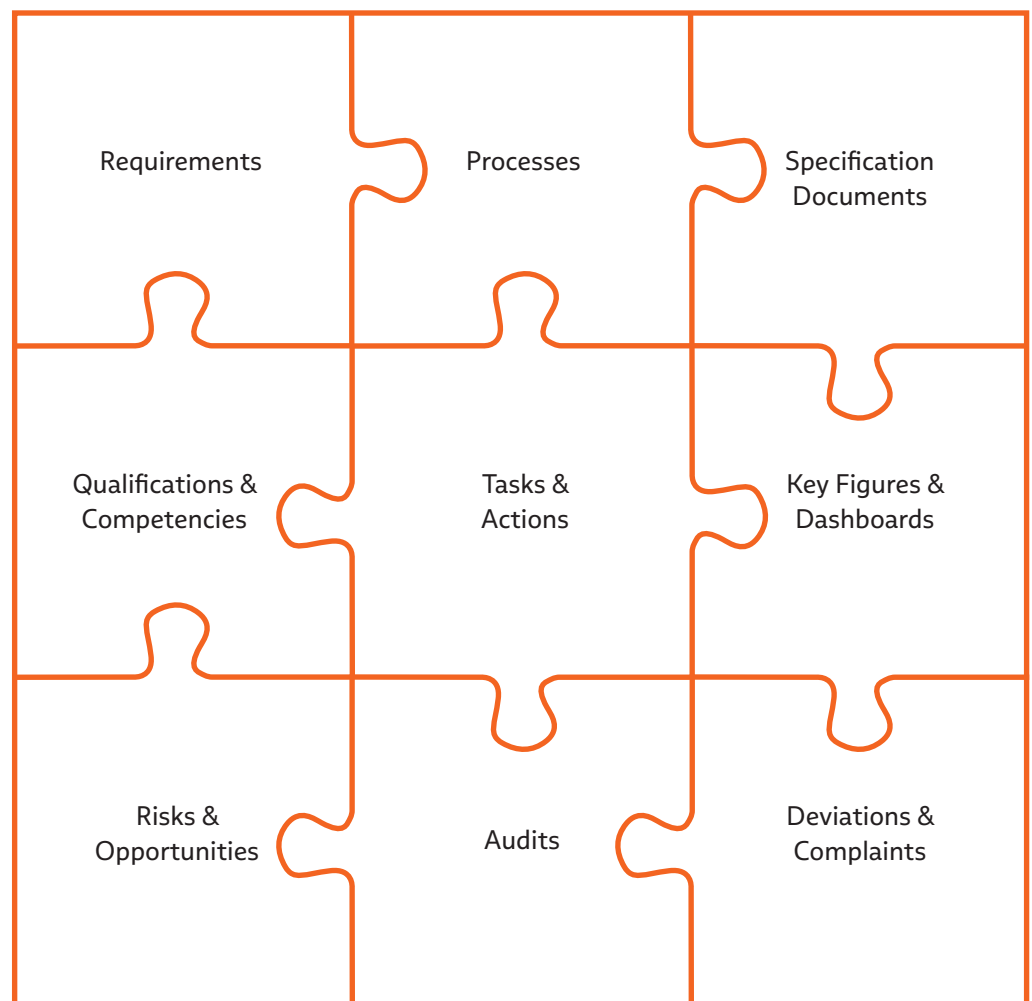 Requirements
Processes
Specification
Documents
Qualifications &
Competencies
Tasks &
Actions
Key Figures &
Dashboards
Risks &
Opportunities
Audits
Deviations &
Complaints